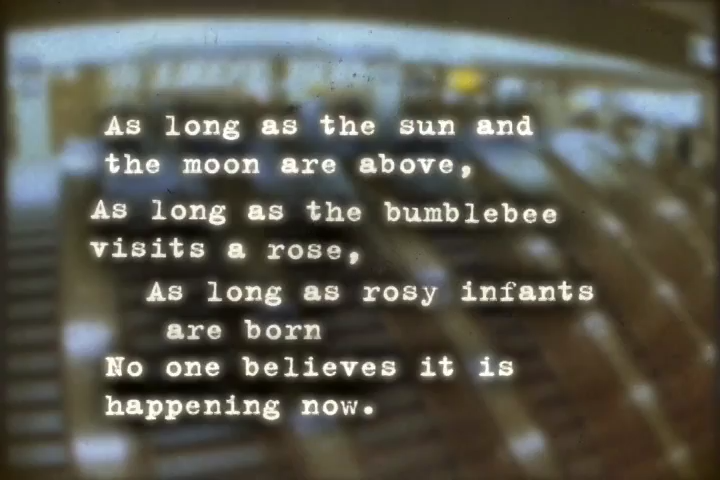 As long as the sun and
the moon are above,
As long as the bumblebee
visits a rose,
As long as rosy infants
are born
No one believes it is
happening now.